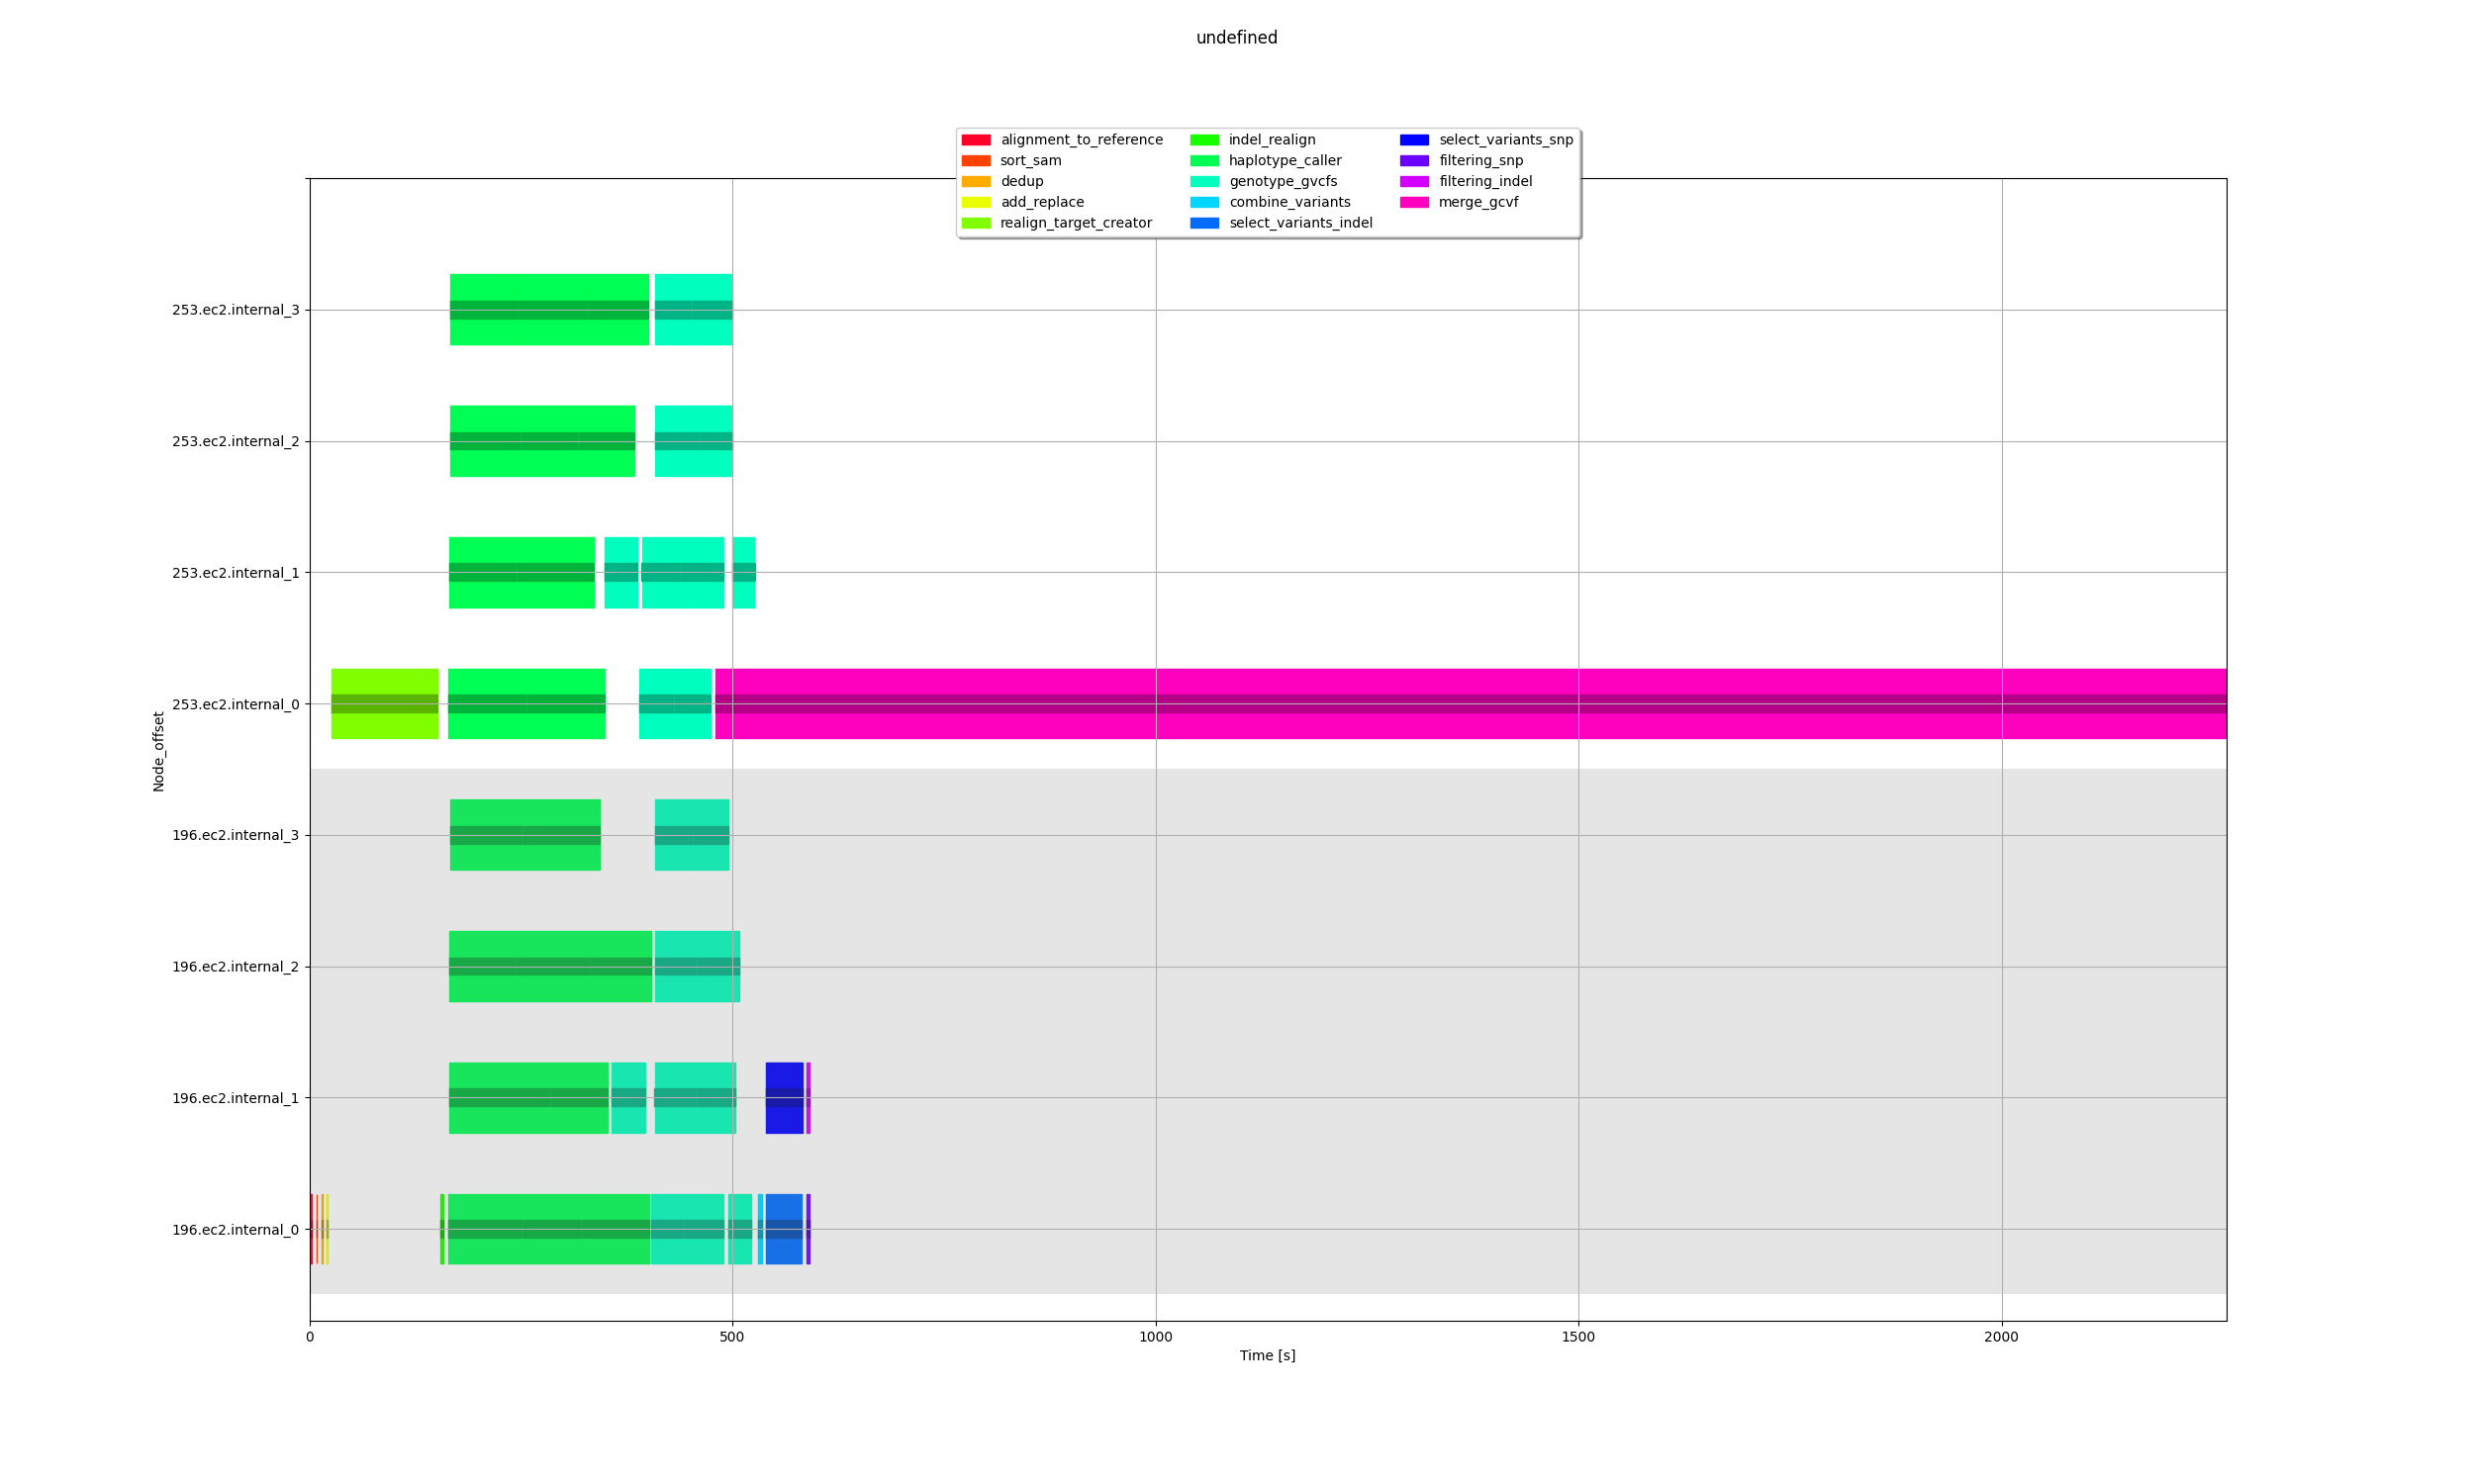 undefined
alignment_to_reference
sort_sam
dedup
add_replace
realign_target_creator
indel_realign
haplotype_caller
genotype_gvcfs
combine_variants
select_variants_indel
select_variants_snp
filtering_snp
filtering_indel
merge_gcvf
Node_offset
253.ec2.internal_3
253.ec2.internal_2
253.ec2.internal_1
253.ec2.internal_0
196.ec2.internal_3
196.ec2.internal_2
196.ec2.internal_1
196.ec2.internal_0
0 500 1000 1500 2000
Time [s]